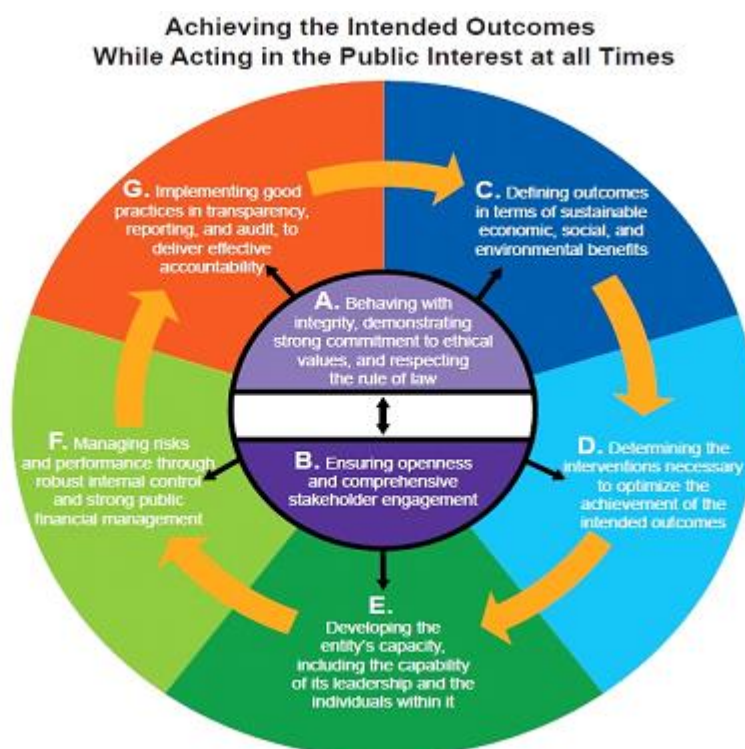 Achieving the Intended Outcomes
While Acting in the Public Interest at all Times
G. Implementing good
practices in transparency,
reporting, and audit, to
deliver effective
accountability
C. Defining outcomes
in terms of sustainable
economic, social, and
environmental benefits
A. Behaving with
integrity, demonstrating
strong commitment to ethical
values, and respecting
the rule of law
F. Managing risks
and performance through
robust internal control
and strong public
financial management
B. Ensuring openness
and comprehensive
stakeholder engagement
D. Determining the
interventions necessary
to optimize the
achievement of the
intended outcomes
E.
Developing the
entity's capacity,
including the capability
of its leadership and the
individuals within it